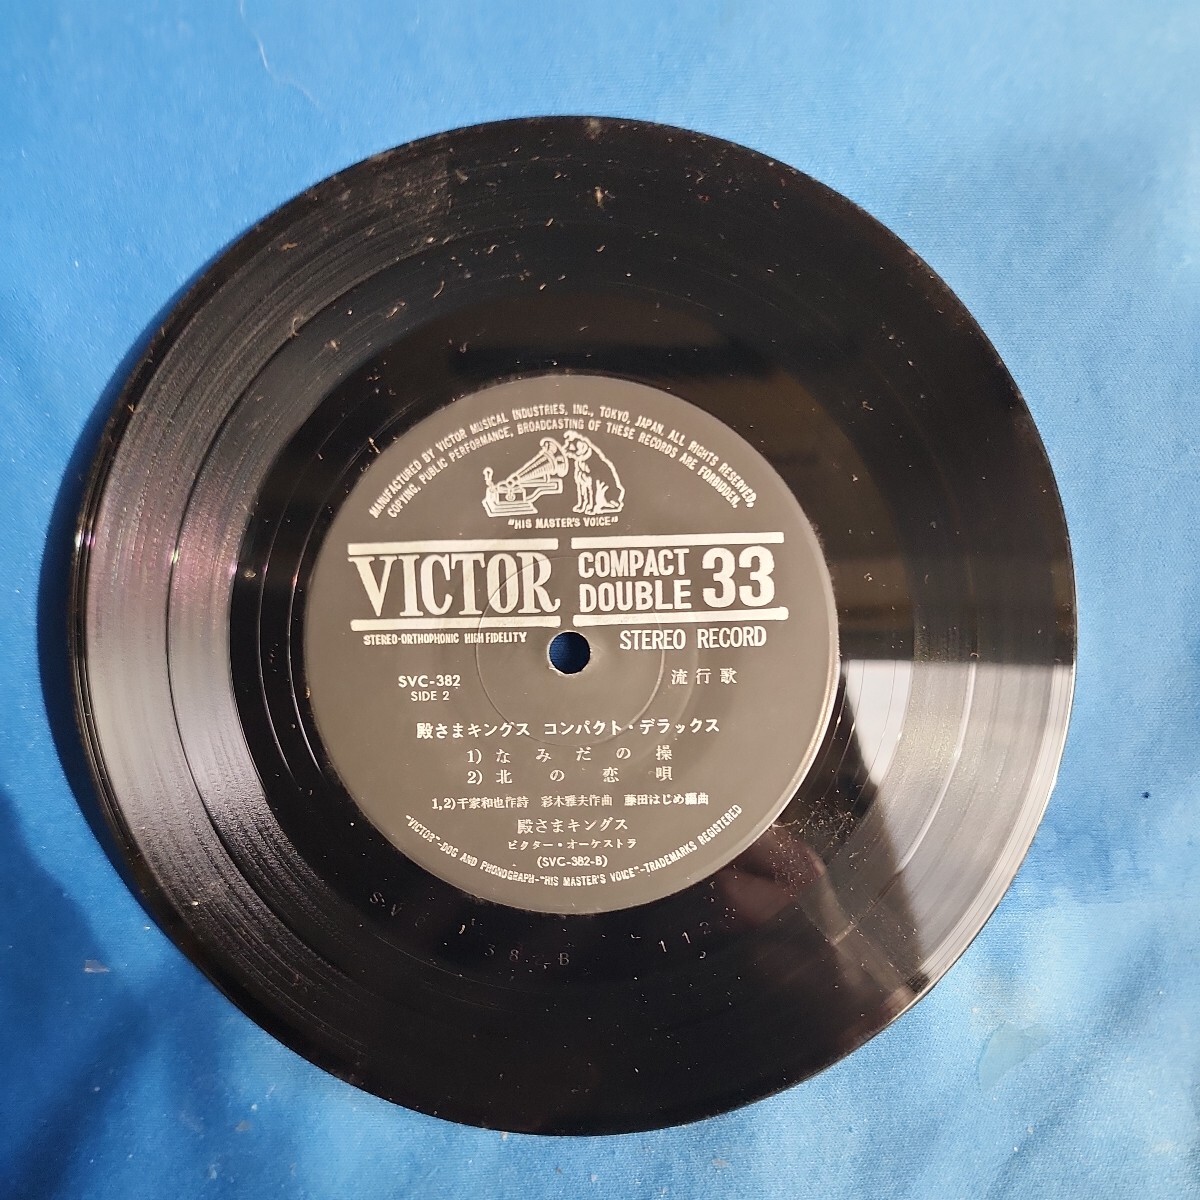 MANUFACTURED BY VICTOR MUSICAL INDUSTRIES, INC., TOKYO, JAPAN. ALL RIGHTS RESERVED.
COPYING, PUBLIC PERFORMANCE, BROADCASTING OF THESE RECORDS ARE FORBIDDEN.
"HIS MASTER'S VOICE"
VICTOR COMPACT DOUBLE 33
STEREO-ORTHOPHONIC HIGH FIDELITY STEREO RECORD
SVC-382 流行歌
SIDE 2
殿さまキングス コンパクト・デラックス
1) なみだの操
2) 北の恋唄
1,2) 千家和也作詩 彩木雅夫作曲 藤田はじめ編曲
殿さまキングス
ビクター・オーケストラ
(SVC-382-B)
"VICTOR"-DOG AND PHONOGRAPH-"HIS MASTER'S VOICE"-TRADEMARKS REGISTERED